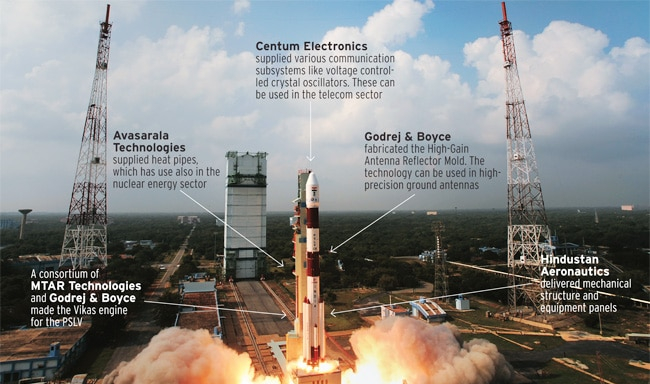 Centum Electronics
supplied various communication
subsystems like voltage control-
led crystal oscillators. These can
be used in the telecom sector
Avasarala
Technologies
supplied heat pipes,
which has use also in the
nuclear energy sector
Godrej & Boyce
fabricated the High-Gain
Antenna Reflector Mold. The
technology can be used in high-
precision ground antennas
A consortium of
MTAR Technologies
and Godrej & Boyce
made the Vikas engine
for the PSLV
Hindustan
Aeronautics
delivered mechanical
structure and
equipment panels